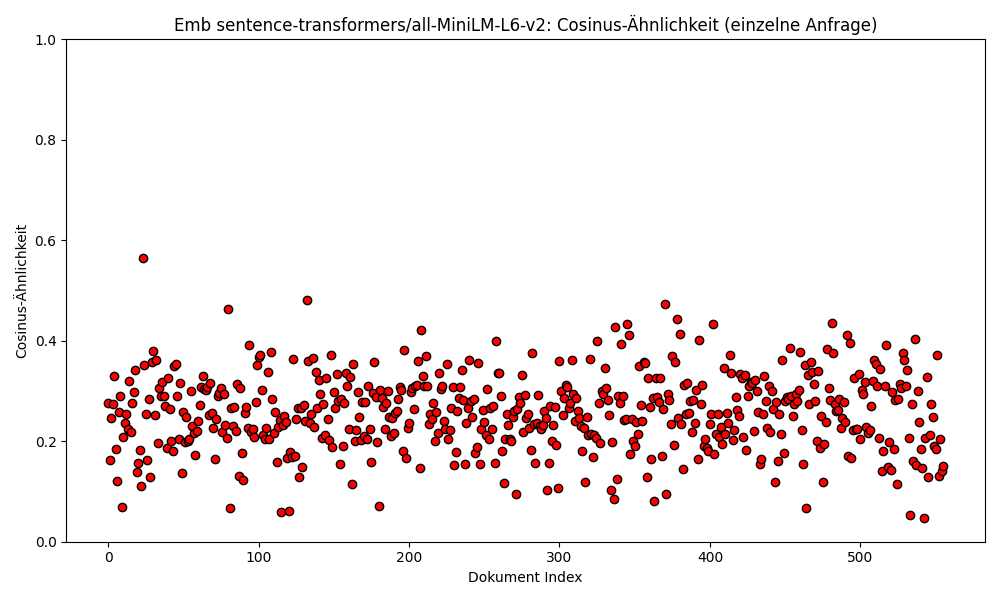 Emb sentence-transformers/all-MiniLM-L6-v2: Cosinus-Ähnlichkeit (einzelne Anfrage)
1.0
0.8
0.6
0.4
0.2
0.0
Cosinus-Ähnlichkeit
0 100 200 300 400 500
Dokument Index